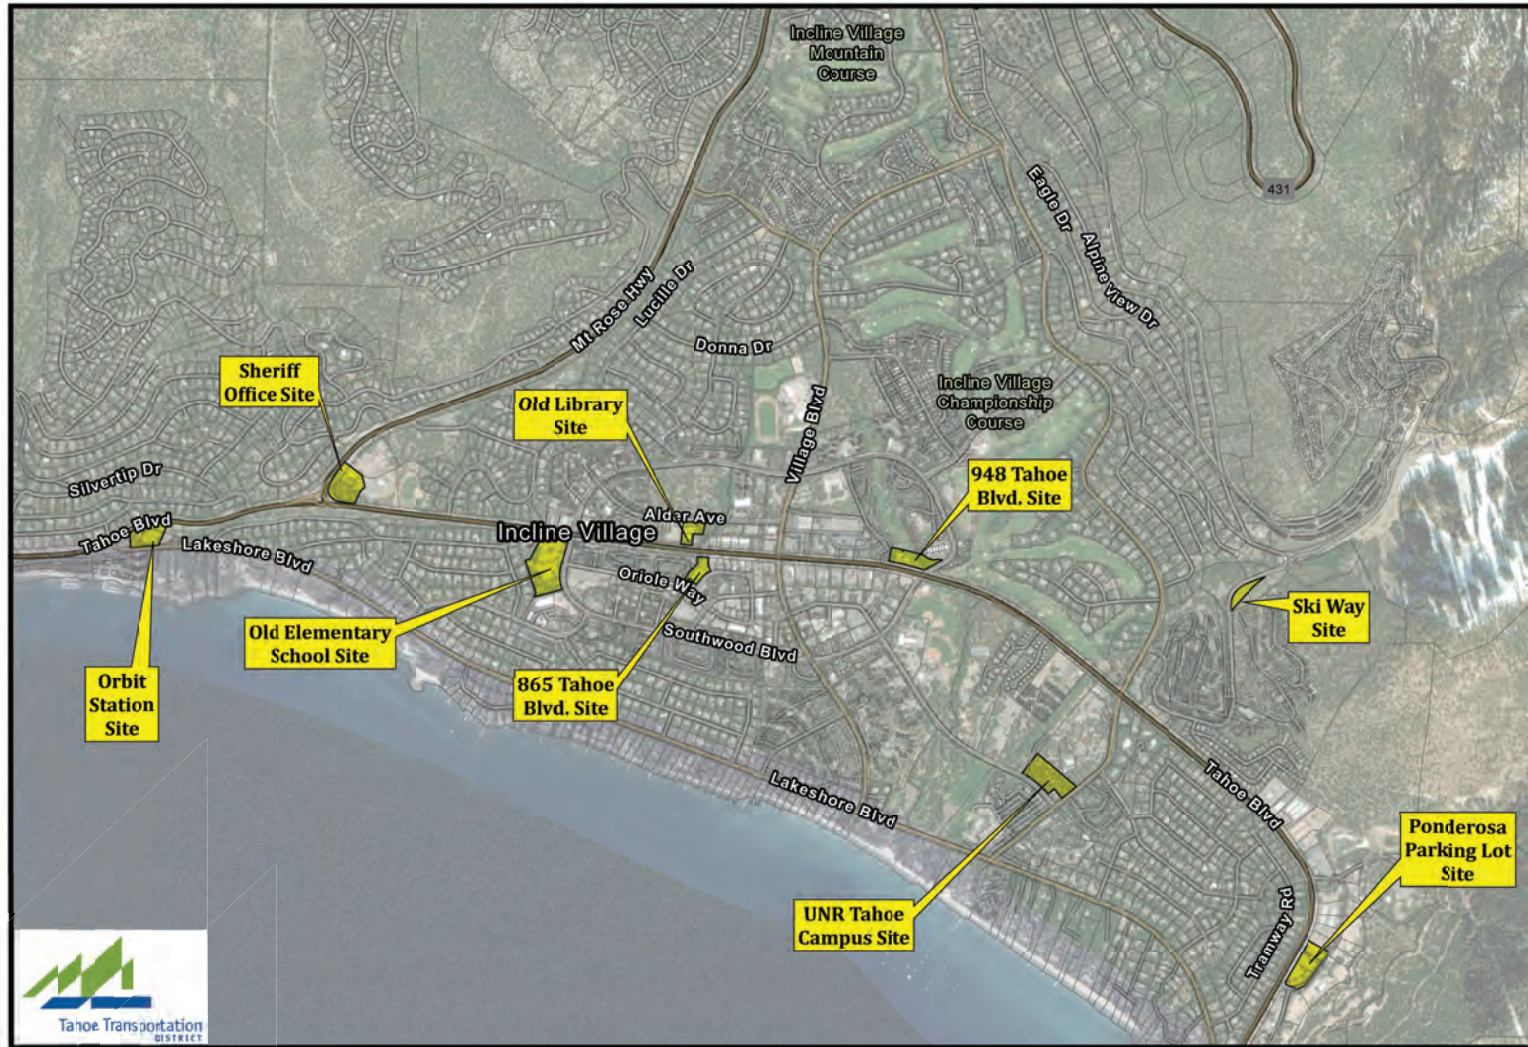 Incline Village
Mountain
Course
431
Eagle Dr
Alpine View Dr
Mt Rose Hwy
Lucille Dr
Donna Dr
Sheriff
Office Site
Old Library
Site
Village Blvd
Incline Village
Championship
Course
948 Tahoe
Blvd. Site
Silvertip Dr
Alder Ave
Incline Village
Tahoe Blvd
Lakeshore Blvd
Oriole Way
Ski Way
Site
Old Elementary
School Site
Southwood Blvd
Orbit
Station
Site
865 Tahoe
Blvd. Site
Lakeshore Blvd
Tahoe Blvd
Ponderosa
Parking Lot
Site
UNR Tahoe
Campus Site
Tramway Rd
Tahoe Transportation
DISTRICT